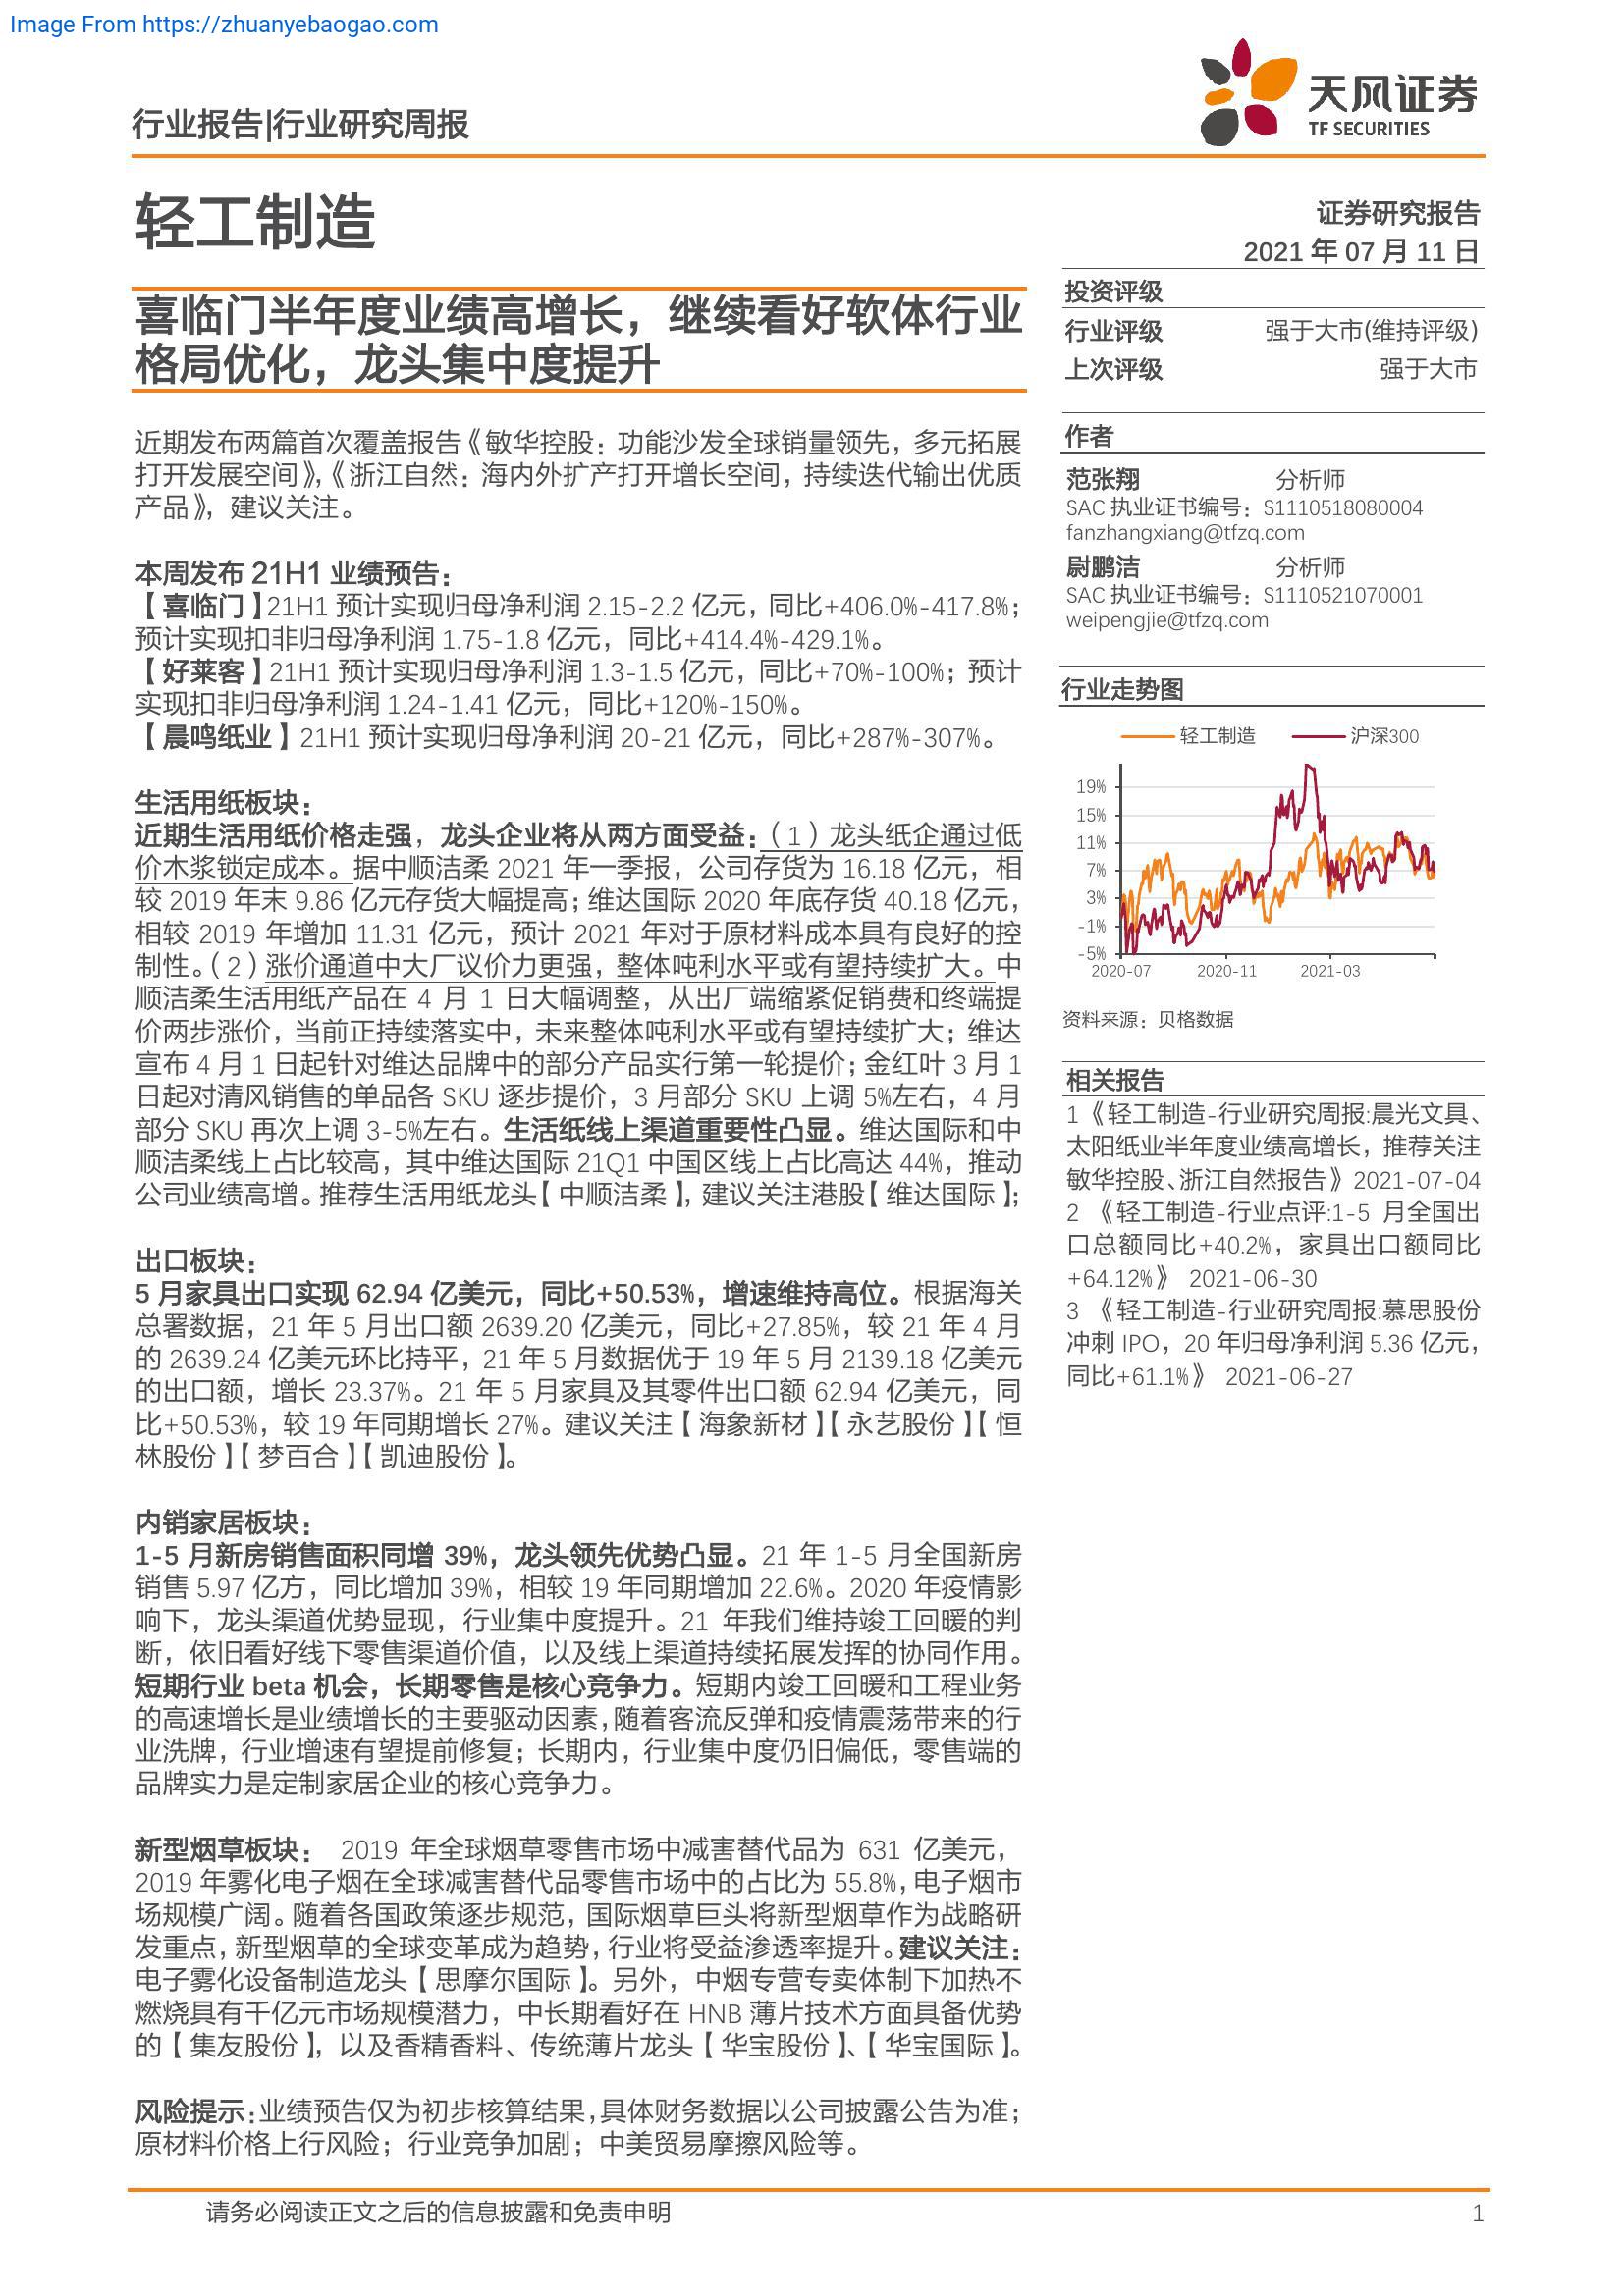 Image From https://zhuanyebaogao.com
行业报告|行业研究周报
天风证券
TF SECURITIES
轻工制造
证券研究报告
2021 年 07 月 11 日
喜临门半年度业绩高增长，继续看好软体行业
格局优化，龙头集中度提升
近期发布两篇首次覆盖报告《敏华控股：功能沙发全球销量领先，多元拓展
打开发展空间》，《浙江自然：海内外扩产打开增长空间，持续迭代输出优质
产品》，建议关注。
本周发布 21H1 业绩预告：
【喜临门】21H1 预计实现归母净利润 2.15-2.2 亿元，同比+406.0%-417.8%；
预计实现扣非归母净利润 1.75-1.8 亿元，同比+414.4%-429.1%。
【好莱客】21H1 预计实现归母净利润 1.3-1.5 亿元，同比+70%-100%；预计
实现扣非归母净利润 1.24-1.41 亿元，同比+120%-150%。
【晨鸣纸业】21H1 预计实现归母净利润 20-21 亿元，同比+287%-307%。
生活用纸板块：
近期生活用纸价格走强，龙头企业将从两方面受益：（1）龙头纸企通过低
价木浆锁定成本。据中顺洁柔 2021 年一季报，公司存货为 16.18 亿元，相
较 2019 年末 9.86 亿元存货大幅提高；维达国际 2020 年底存货 40.18 亿元，
相较 2019 年增加 11.31 亿元，预计 2021 年对于原材料成本具有良好的控
制性。（2）涨价通道中大厂议价力更强，整体吨利水平或有望持续扩大。中
顺洁柔生活用纸产品在 4 月 1 日大幅调整，从出厂端缩紧促销费和终端提
价两步涨价，当前正持续落实中，未来整体吨利水平或有望持续扩大；维达
宣布 4 月 1 日起针对维达品牌中的部分产品实行第一轮提价；金红叶 3 月 1
日起对清风销售的单品各 SKU 逐步提价，3 月部分 SKU 上调 5%左右，4 月
部分 SKU 再次上调 3-5%左右。生活纸线上渠道重要性凸显。维达国际和中
顺洁柔线上占比较高，其中维达国际 21Q1 中国区线上占比高达 44%，推动
公司业绩高增。推荐生活用纸龙头【中顺洁柔】，建议关注港股【维达国际】；
出口板块：
5 月家具出口实现 62.94 亿美元，同比+50.53%，增速维持高位。根据海关
总署数据，21 年 5 月出口额 2639.20 亿美元，同比+27.85%，较 21 年 4 月
的 2639.24 亿美元环比持平，21 年 5 月数据优于 19 年 5 月 2139.18 亿美元
的出口额，增长 23.37%。21 年 5 月家具及其零件出口额 62.94 亿美元，同
比+50.53%，较 19 年同期增长 27%。建议关注【海象新材】【永艺股份】【恒
林股份】【梦百合】【凯迪股份】。
内销家居板块：
1-5 月新房销售面积同增 39%，龙头领先优势凸显。21 年 1-5 月全国新房
销售 5.97 亿方，同比增加 39%，相较 19 年同期增加 22.6%。2020 年疫情影
响下，龙头渠道优势显现，行业集中度提升。21 年我们维持竣工回暖的判
断，依旧看好线下零售渠道价值，以及线上渠道持续拓展发挥的协同作用。
短期行业 beta 机会，长期零售是核心竞争力。短期内竣工回暖和工程业务
的高速增长是业绩增长的主要驱动因素，随着客流反弹和疫情震荡带来的行
业洗牌，行业增速有望提前修复；长期内，行业集中度仍旧偏低，零售端的
品牌实力是定制家居企业的核心竞争力。
新型烟草板块： 2019 年全球烟草零售市场中减害替代品为 631 亿美元，
2019 年雾化电子烟在全球减害替代品零售市场中的占比为 55.8%，电子烟市
场规模广阔。随着各国政策逐步规范，国际烟草巨头将新型烟草作为战略研
发重点，新型烟草的全球变革成为趋势，行业将受益渗透率提升。建议关注：
电子雾化设备制造龙头【思摩尔国际】。另外，中烟专营专卖体制下加热不
燃烧具有千亿元市场规模潜力，中长期看好在 HNB 薄片技术方面具备优势
的【集友股份】，以及香精香料、传统薄片龙头【华宝股份】、【华宝国际】。
风险提示：业绩预告仅为初步核算结果，具体财务数据以公司披露公告为准；
原材料价格上行风险；行业竞争加剧；中美贸易摩擦风险等。
投资评级
行业评级 强于大市(维持评级)
上次评级 强于大市
作者
范张翔 分析师
SAC 执业证书编号：S1110518080004
fanzhangxiang@tfzq.com
尉鹏洁 分析师
SAC 执业证书编号：S1110521070001
weipengjie@tfzq.com
行业走势图
轻工制造 沪深300
19%
15%
11%
7%
3%
-1%
-5%
2020-07 2020-11 2021-03
资料来源：贝格数据
相关报告
1 《轻工制造-行业研究周报:晨光文具、
太阳纸业半年度业绩高增长，推荐关注
敏华控股、浙江自然报告》 2021-07-04
2 《轻工制造-行业点评:1-5 月全国出
口总额同比+40.2%，家具出口额同比
+64.12%》 2021-06-30
3 《轻工制造-行业研究周报:慕思股份
冲刺 IPO，20 年归母净利润 5.36 亿元，
同比+61.1%》 2021-06-27
请务必阅读正文之后的信息披露和免责申明
1